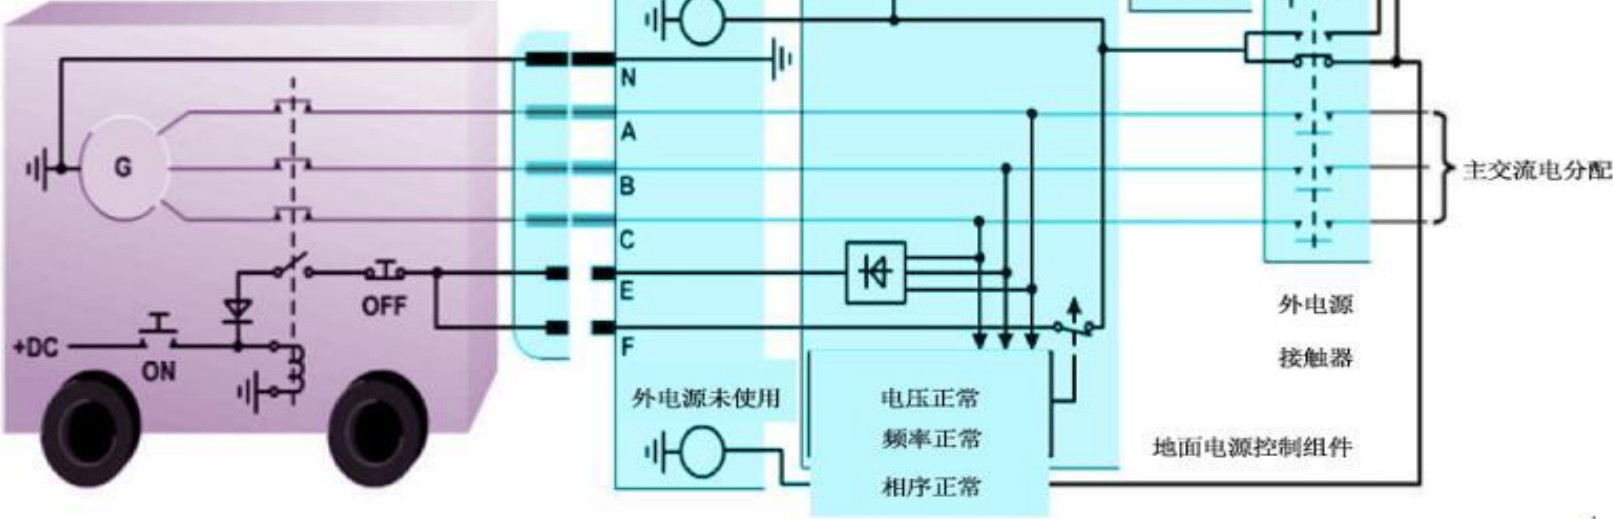 N
A
G
主交流电分配
B
C
E
外电源
OFF
+DC
F
接触器
ON
外电源未使用
电压正常
频率正常
地面电源控制组件
相序正常